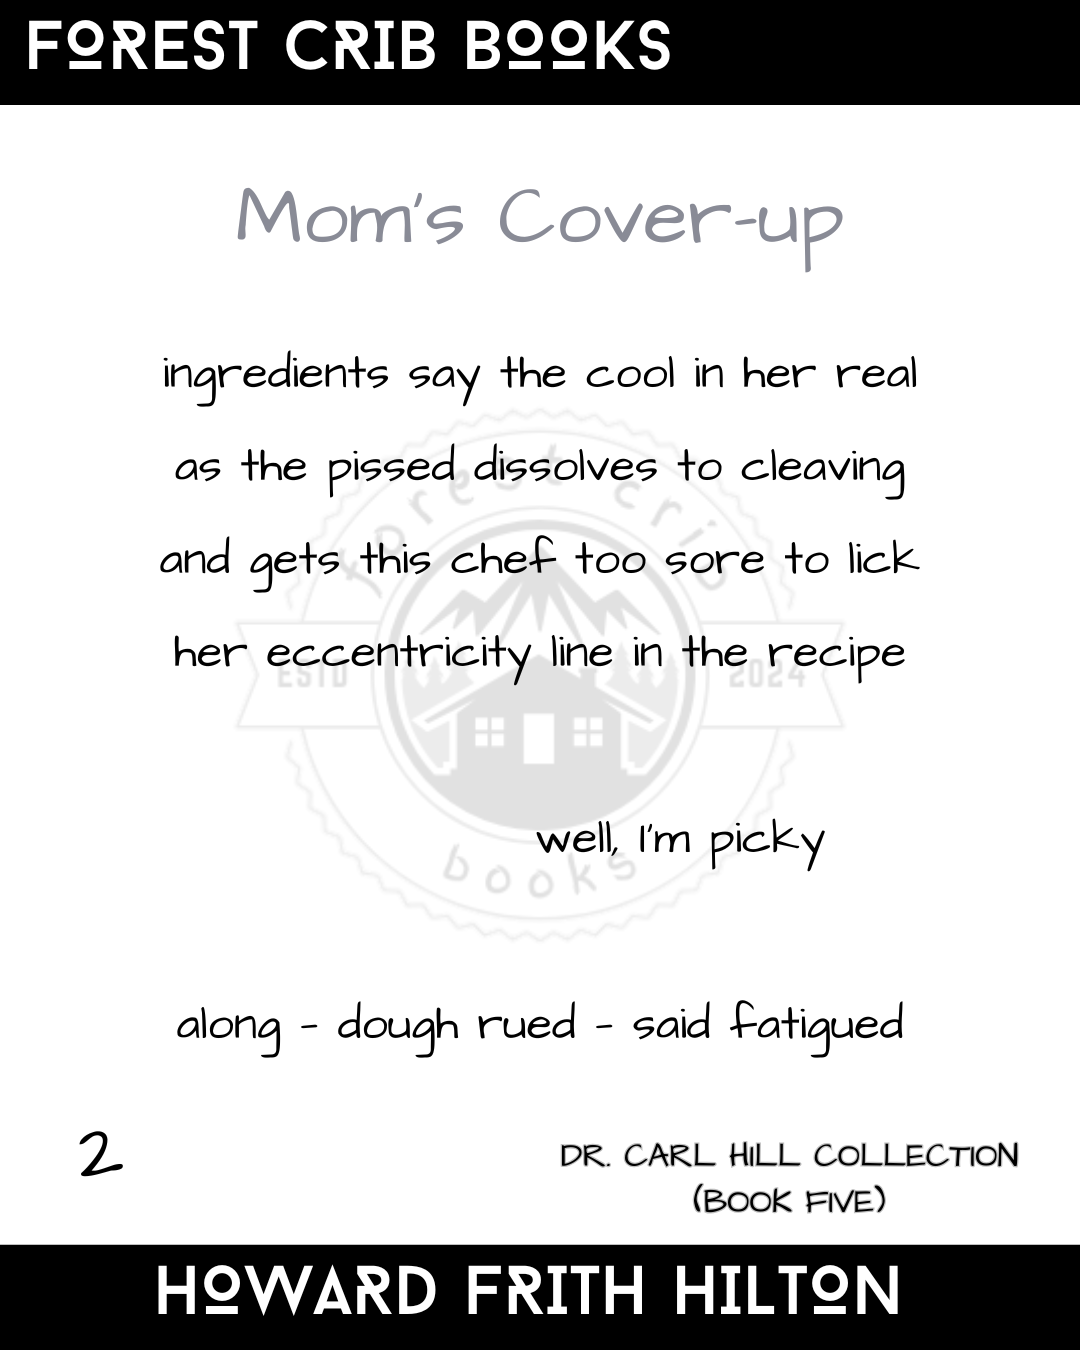 FOREST CRIB BOOKS
Mom's Cover-up
ingredients say the cool in her real
as the pissed dissolves to cleaving
forest crib
and gets this chef too sore to lick
her eccentricity line in the recipe
ESTD 2024
well, I'm picky
books
along - dough rued - said fatigued
2
DR. CARL HILL COLLECTION
(BOOK FIVE)
HOWARD FRITH HILTON